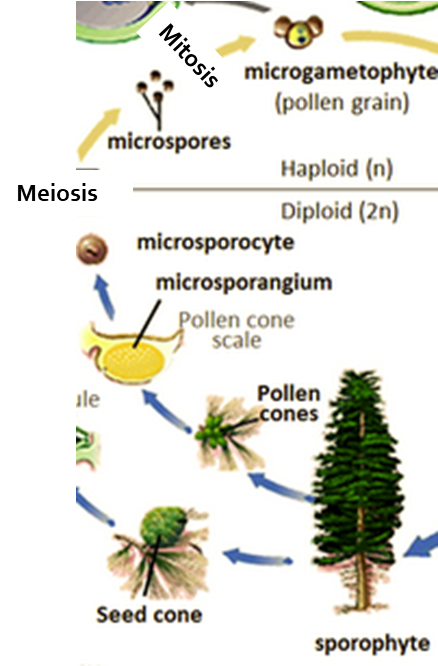 Mitosis
microgametophyte
(pollen grain)
microspores
Haploid (n)
Meiosis
Diploid (2n)
microsporocyte
microsporangium
Pollen cone
scale
Pollen
cones
ule
Seed cone
sporophyte